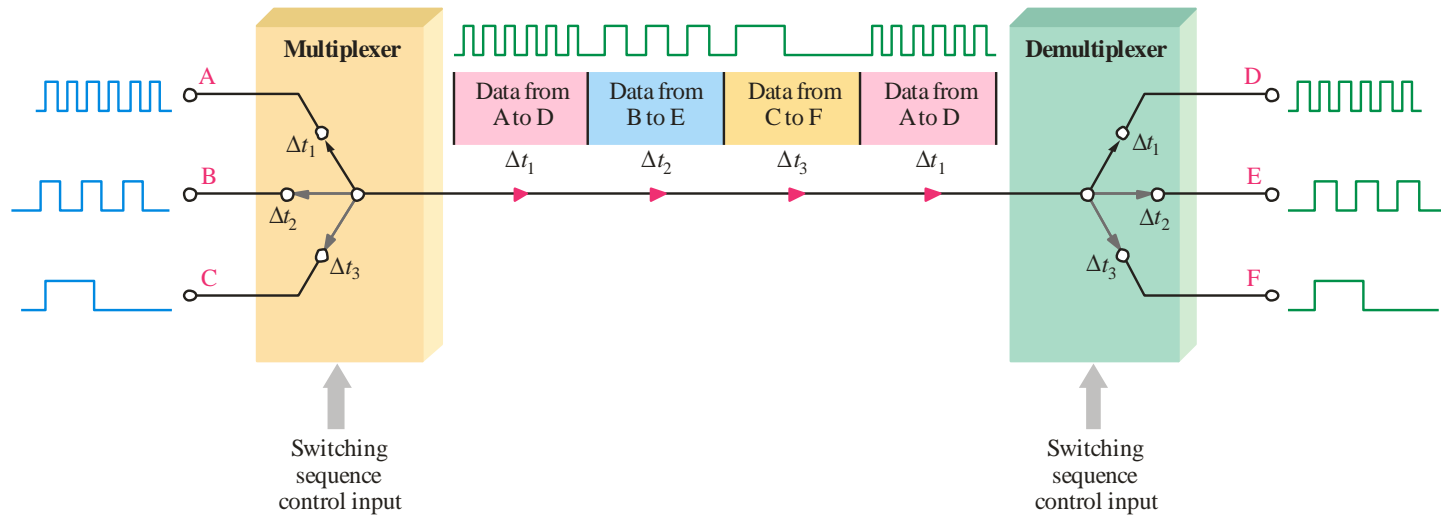 Multiplexer
Demultiplexer
A
Δt1
B
Δt2
C
Δt3
Data from
A to D
Data from
B to E
Data from
C to F
Data from
A to D
Δt1
Δt2
Δt3
Δt1
D
Δt1
E
Δt2
F
Δt3
Switching
sequence
control input
Switching
sequence
control input